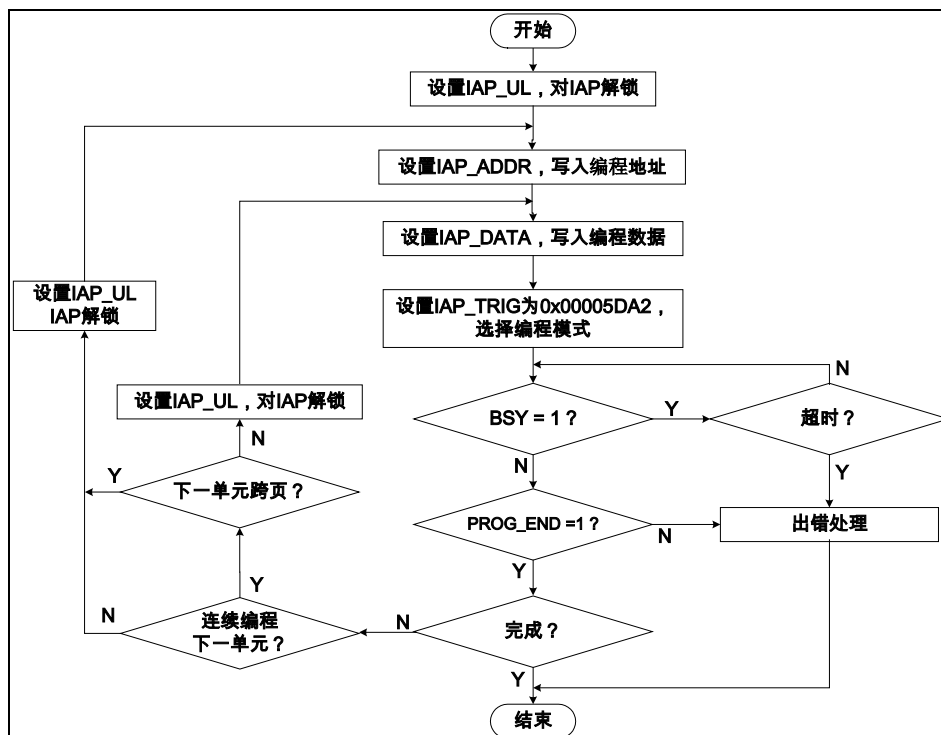 开始
设置IAP_UL，对IAP解锁
设置IAP_ADDR，写入编程地址
设置IAP_DATA，写入编程数据
设置IAP_UL
IAP解锁
设置IAP_TRIG为0x00005DA2，
选择编程模式
N
设置IAP_UL，对IAP解锁
BSY = 1？
Y
超时？
N
Y
下一单元跨页？
N
Y
PROG_END =1？
N
出错处理
Y
Y
N
连续编程
下一单元？
N
完成？
Y
结束